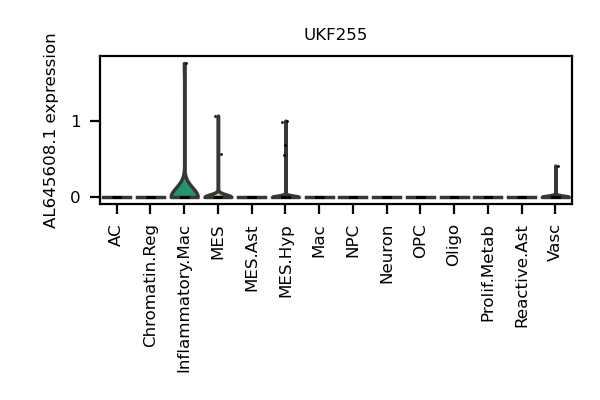 UKF255
AL645608.1 expression
1
0
AC
Chromatin.Reg
Inflammatory.Mac
MES
MES.Ast
MES.Hyp
Mac
NPC
Neuron
OPC
Oligo
Prolif.Metab
Reactive.Ast
Vasc